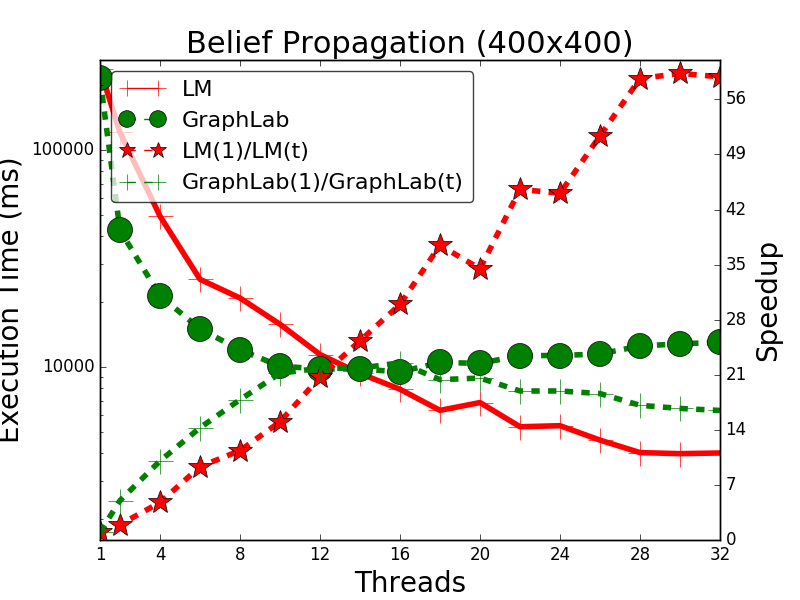 Belief Propagation (400x400)
LM
GraphLab
LM(1)/LM(t)
GraphLab(1)/GraphLab(t)
Execution Time (ms)
100000
10000
Speedup
56
49
42
35
28
21
14
7
0
1 4 8 12 16 20 24 28 32
Threads